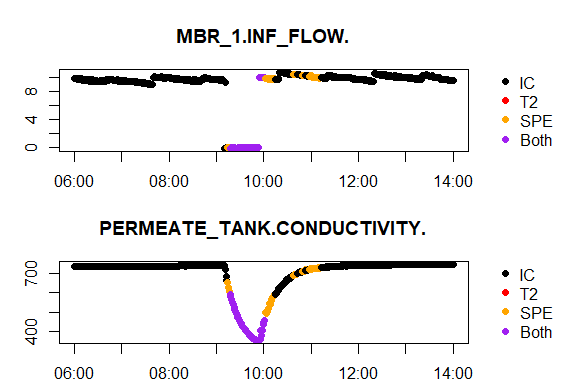 MBR_1.INF_FLOW.
8
4
0
IC
T2
SPE
Both
06:00 08:00 10:00 12:00 14:00
PERMEATE_TANK.CONDUCTIVITY.
700
400
IC
T2
SPE
Both
06:00 08:00 10:00 12:00 14:00